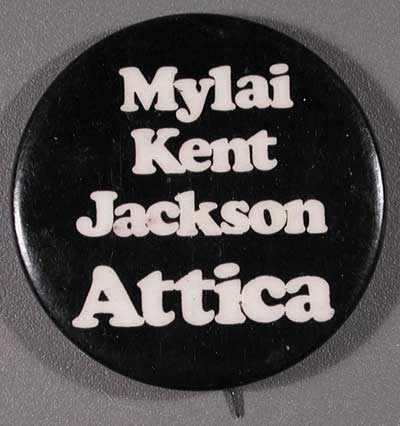 Mylai
Kent
Jackson
Attica